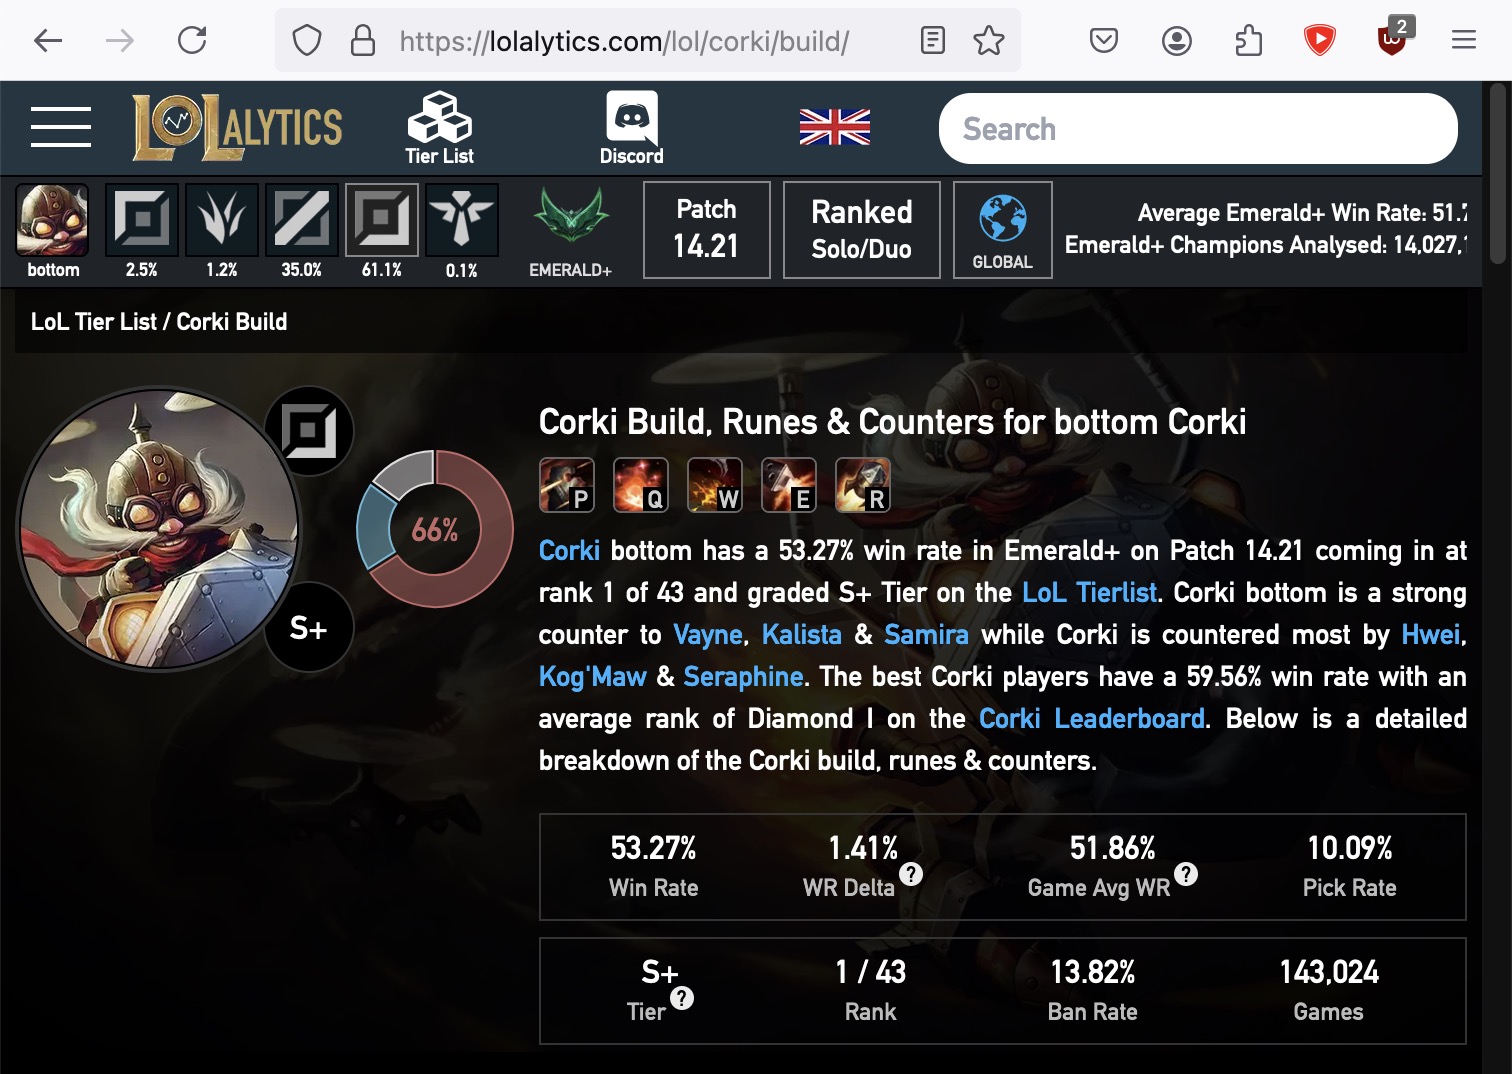 https://lolalytics.com/lol/corki/build/
2
LOLALYTICS
Tier List
Discord
Search
bottom
2.5%
1.2%
35.0%
61.1%
0.1%
EMERALD+
Patch
14.21
Ranked
Solo/Duo
GLOBAL
Average Emerald+ Win Rate: 51.7
Emerald+ Champions Analysed: 14,027,1
LoL Tier List / Corki Build
S+
66%
Corki Build, Runes & Counters for bottom Corki
P
Q
W
E
R
Corki bottom has a 53.27% win rate in Emerald+ on Patch 14.21 coming in at
rank 1 of 43 and graded S+ Tier on the LoL Tierlist. Corki bottom is a strong
counter to Vayne, Kalista & Samira while Corki is countered most by Hwei,
Kog'Maw & Seraphine. The best Corki players have a 59.56% win rate with an
average rank of Diamond I on the Corki Leaderboard. Below is a detailed
breakdown of the Corki build, runes & counters.
53.27%
Win Rate
1.41%
WR Delta ?
51.86%
Game Avg WR ?
10.09%
Pick Rate
S+
Tier ?
1 / 43
Rank
13.82%
Ban Rate
143,024
Games